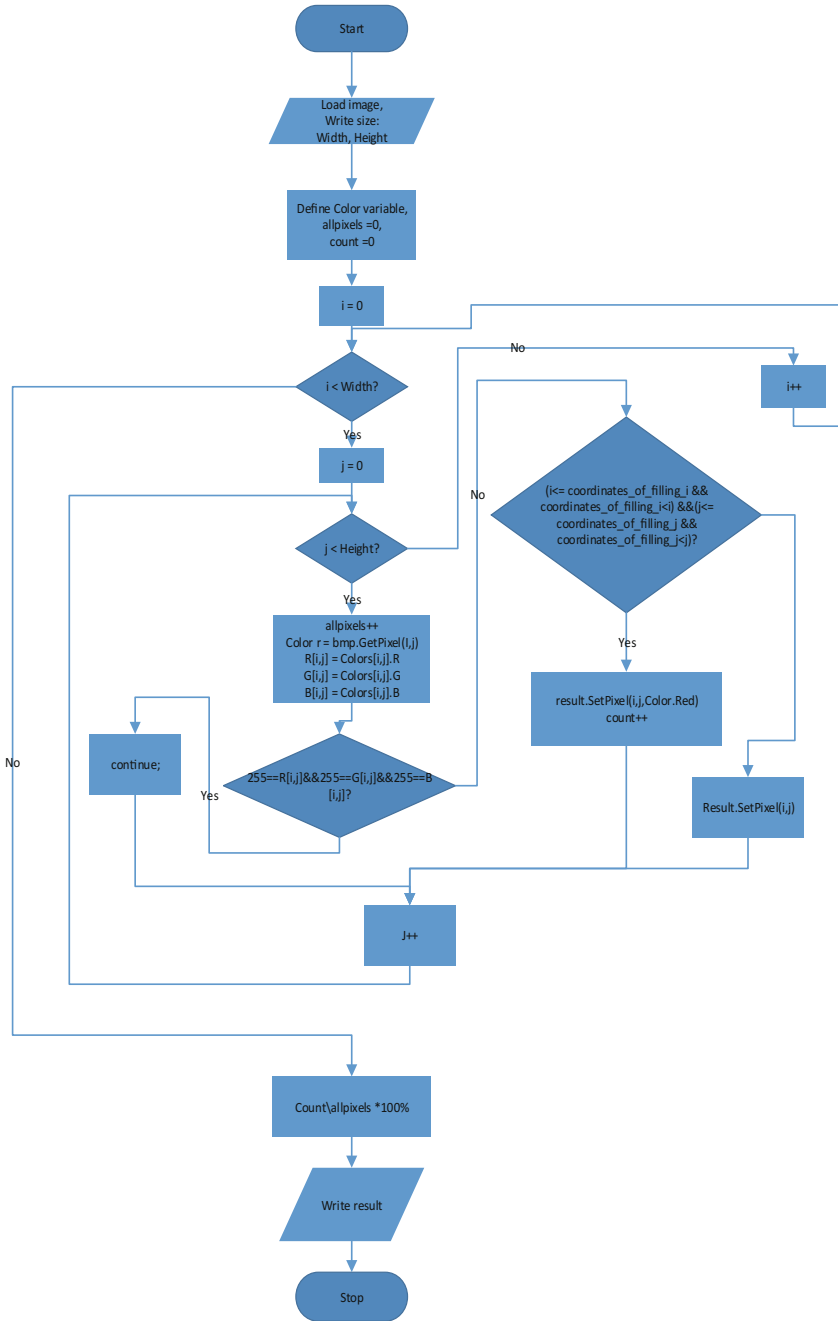 Start
Load image,
Write size:
Width, Height
Define Color variable,
allpixels =0,
count =0
i = 0
No
i < Width?
i++
Yes
j = 0
No
(i<= coordinates_of_filling_i &&
coordinates_of_filling_i<i) &&(j<=
coordinates_of_filling_j &&
coordinates_of_filling_j<j)?
j < Height?
Yes
allpixels++
Color r = bmp.GetPixel(I,j)
R[i,j] = Colors[i,j].R
G[i,j] = Colors[i,j].G
B[i,j] = Colors[i,j].B
Yes
result.SetPixel(i,j,Color.Red)
count++
No
continue;
255==R[i,j]&&255==G[i,j]&&255==B
[i,j]?
Yes
Result.SetPixel(i,j)
J++
Count\allpixels *100%
Write result
Stop